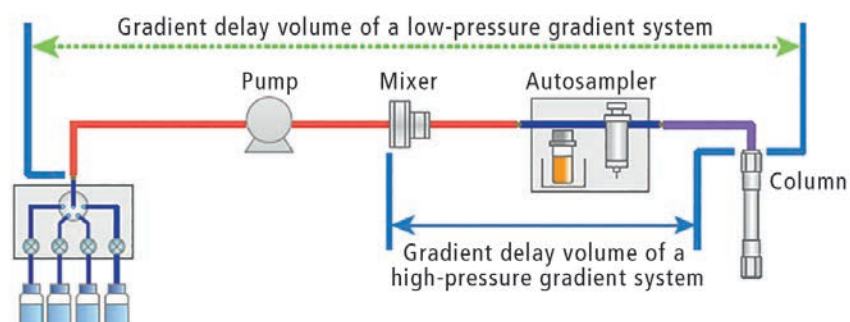 Gradient delay volume of a low-pressure gradient system
Pump
Mixer
Autosampler
Column
Gradient delay volume of a
high-pressure gradient system